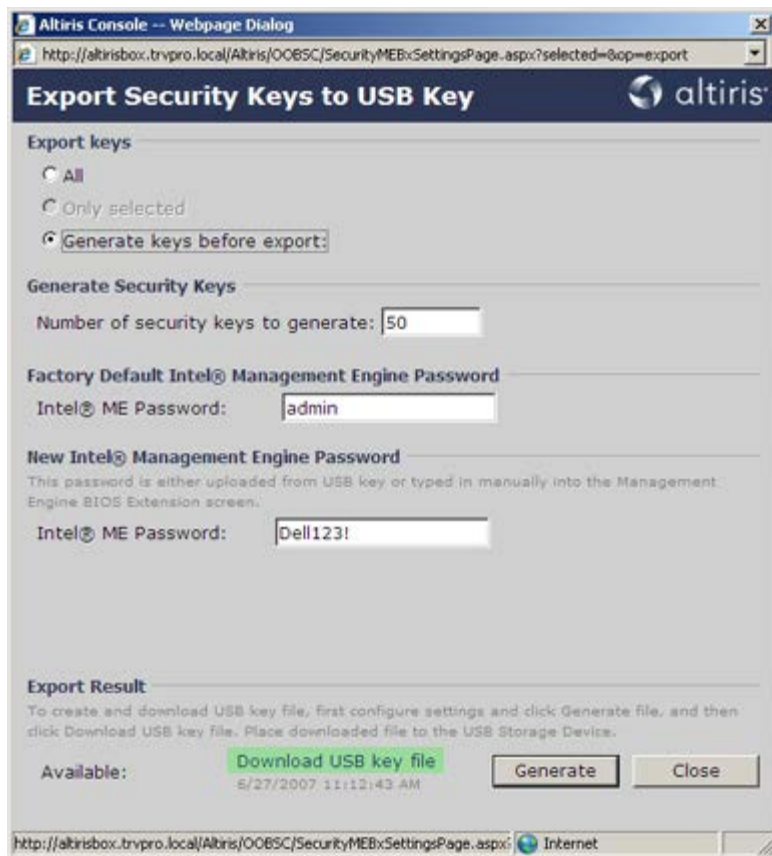 Altiris Console -- Webpage Dialog
http://altirisbox.trvpro.local/Altiris/OOBSC/SecurityMEBxSettingsPage.aspx?selected=&op=export
Export Security Keys to USB Key
altiris
Export keys
All
Only selected
Generate keys before export:
Generate Security Keys
Number of security keys to generate: 50
Factory Default Intel® Management Engine Password
Intel® ME Password: admin
New Intel® Management Engine Password
This password is either uploaded from USB key or typed in manually into the Management
Engine BIOS Extension screen.
Intel® ME Password: Dell123!
Export Result
To create and download USB key file, first configure settings and click Generate file, and then
click Download USB key file. Place downloaded file to the USB Storage Device.
Available: Download USB key file Generate Close
6/27/2007 11:12:43 AM
http://altirisbox.trvpro.local/Altiris/OOBSC/SecurityMEBxSettingsPage.aspx? Internet